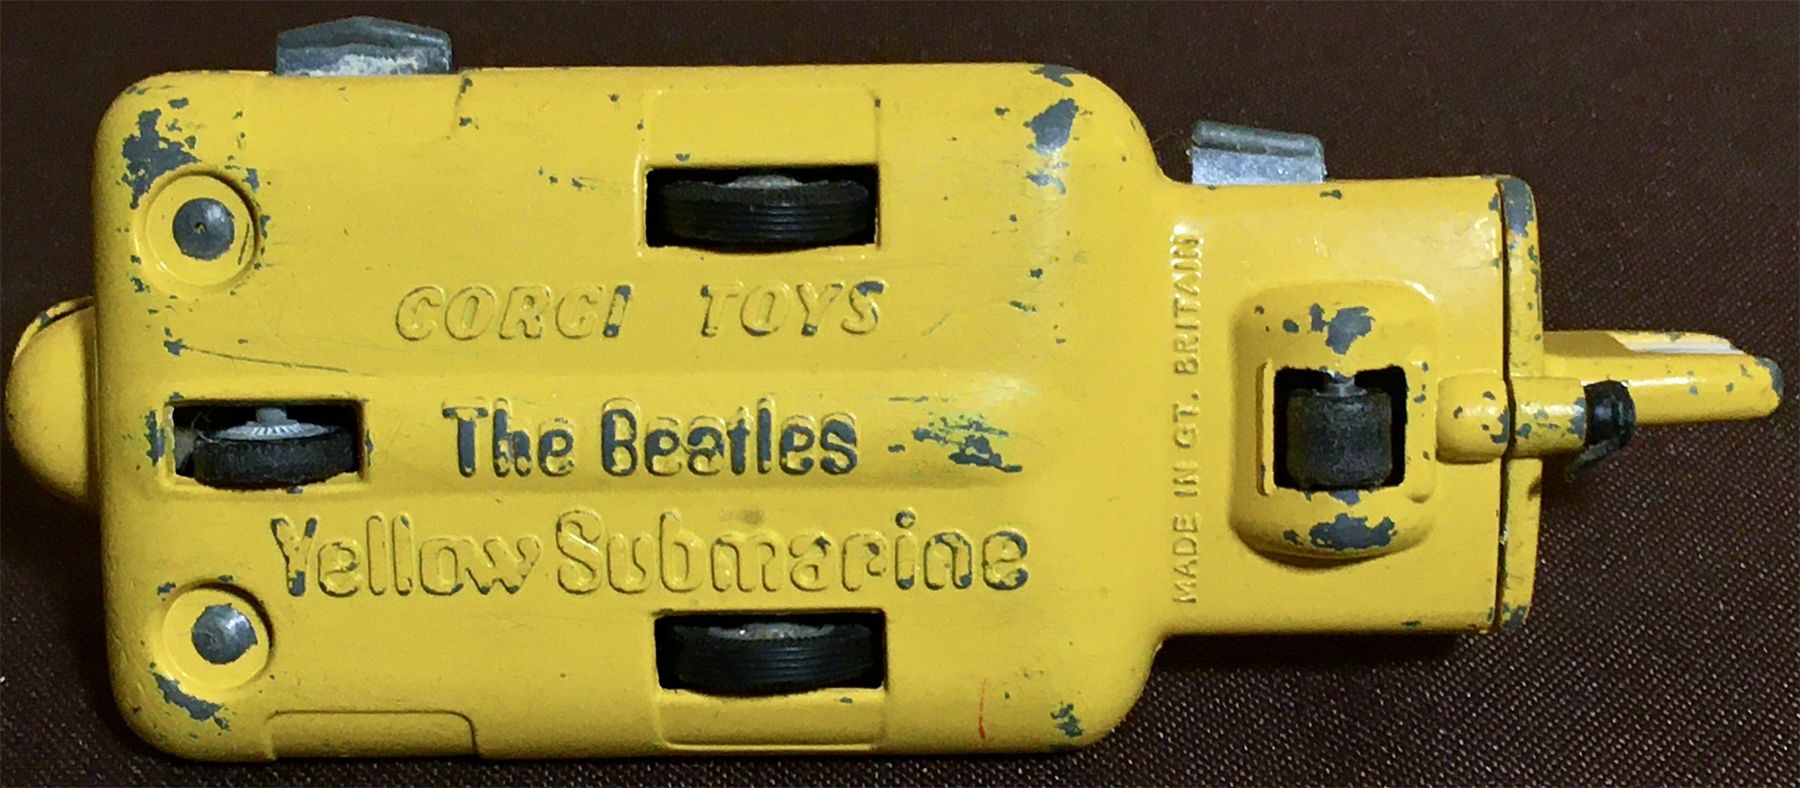 CORGI TOYS
The Beatles
Yellow Submarine
MADE IN GT. BRITAIN